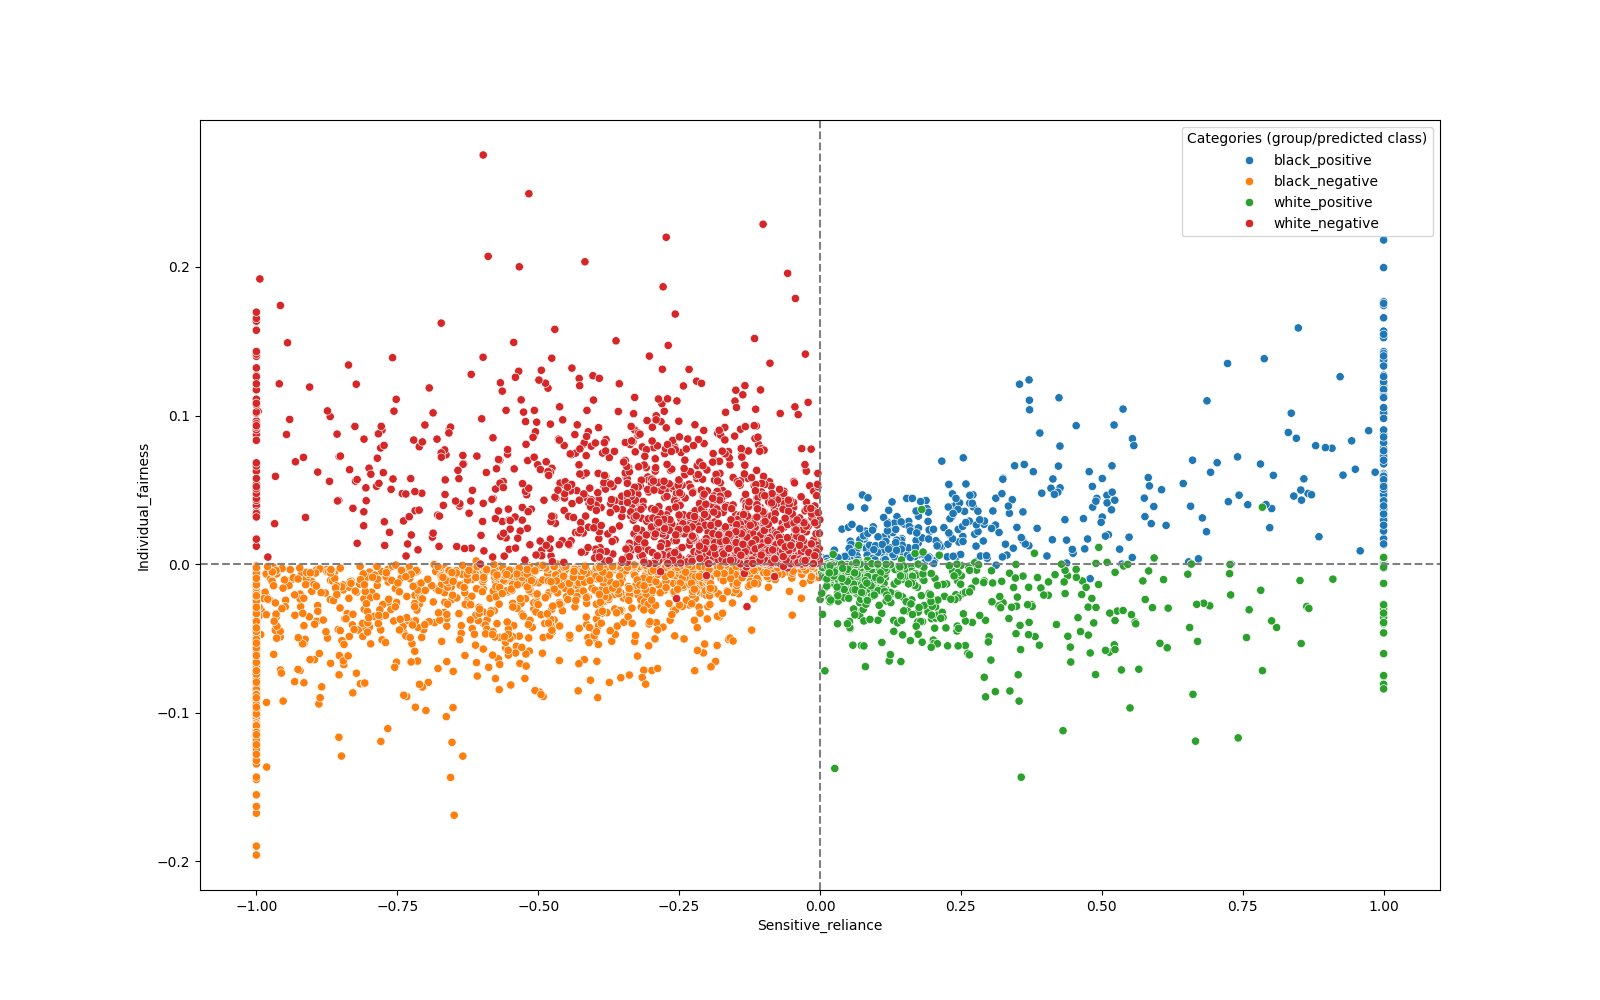 Categories (group/predicted class)
black_positive
black_negative
white_positive
white_negative
Individual_fairness
0.2
0.1
0.0
−0.1
−0.2
−1.00 −0.75 −0.50 −0.25 0.00 0.25 0.50 0.75 1.00
Sensitive_reliance